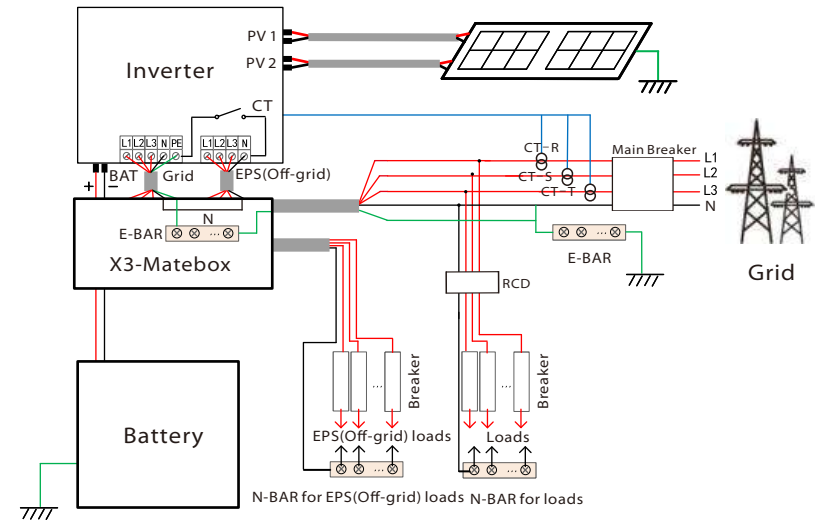 PV 1
PV 2
Inverter
CT
L1 L2 L3 N PE
L1 L2 L3 N
BAT
Grid
EPS(Off-grid)
+
−
N
E-BAR
...
X3-Matebox
CT-R
CT-S
CT-T
Main Breaker
L1
L2
L3
N
...
E-BAR
Grid
RCD
...
Breaker
...
Breaker
EPS(Off-grid) loads
Loads
...
...
N-BAR for EPS(Off-grid) loads
N-BAR for loads
Battery